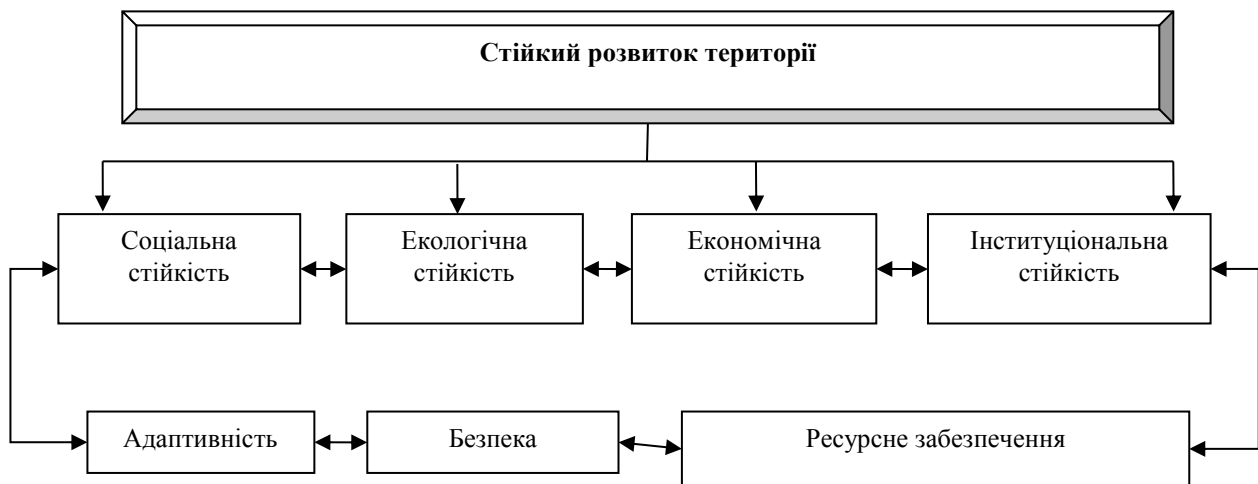 Стійкий розвиток території
Соціальна
стійкість
Екологічна
стійкість
Економічна
стійкість
Інституціональна
стійкість
Адаптивність
Безпека
Ресурсне забезпечення